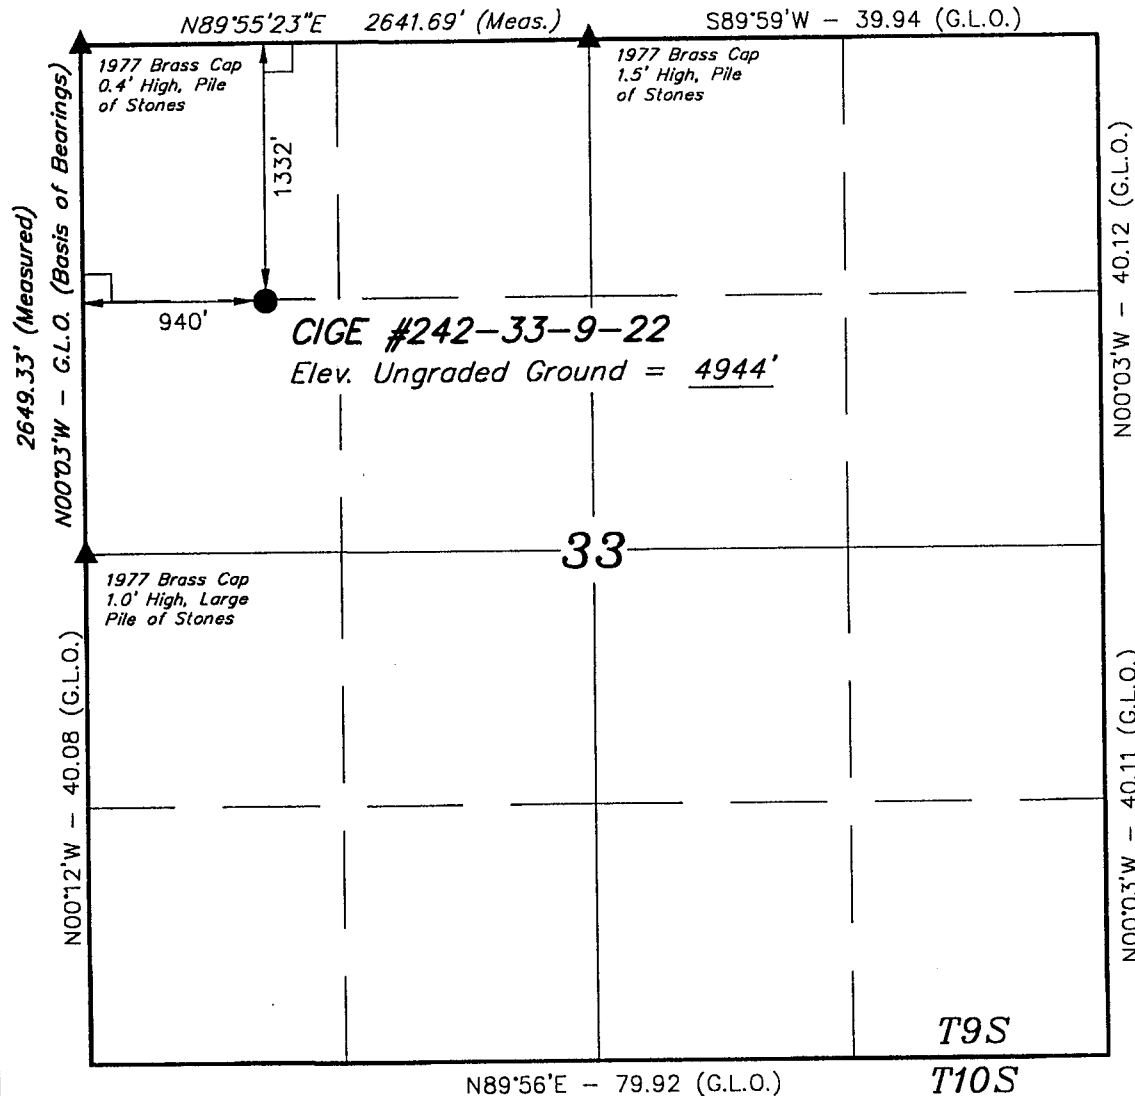 N89°55'23"E 2641.69' (Meas.)
S89°59'W – 39.94 (G.L.O.)
1977 Brass Cap
0.4' High, Pile
of Stones
1977 Brass Cap
1.5' High, Pile
of Stones
1332'
940'
CIGE #242-33-9-22
Elev. Ungraded Ground = 4944'
2649.33' (Measured)
N00°03'W – G.L.O. (Basis of Bearings)
N00°03'W – 40.12 (G.L.O.)
33
1977 Brass Cap
1.0' High, Large
Pile of Stones
N00°12'W – 40.08 (G.L.O.)
N00°03'W – 40.11 (G.L.O.)
T9S
N89°56'E – 79.92 (G.L.O.)
T10S